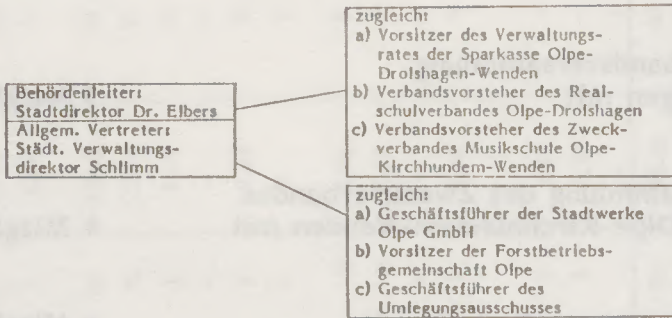 Behördenleiter:
Stadtdirektor Dr. Elbers
Allgem. Vertreter:
Städt. Verwaltungs-
direktor Schlimm
zugleich:
a) Vorsitzer des Verwaltungs-
rates der Sparkasse Olpe-
Drolshagen-Wenden
b) Verbandsvorsteher des Real-
schulverbandes Olpe-Drolshagen
c) Verbandsvorsteher des Zweck-
verbandes Musikschule Olpe-
Kirchhundem-Wenden
zugleich:
a) Geschäftsführer der Stadtwerke
Olpe GmbH
b) Vorsitzer der Forstbetriebs-
gemeinschaft Olpe
c) Geschäftsführer des
Umlegungsausschusses